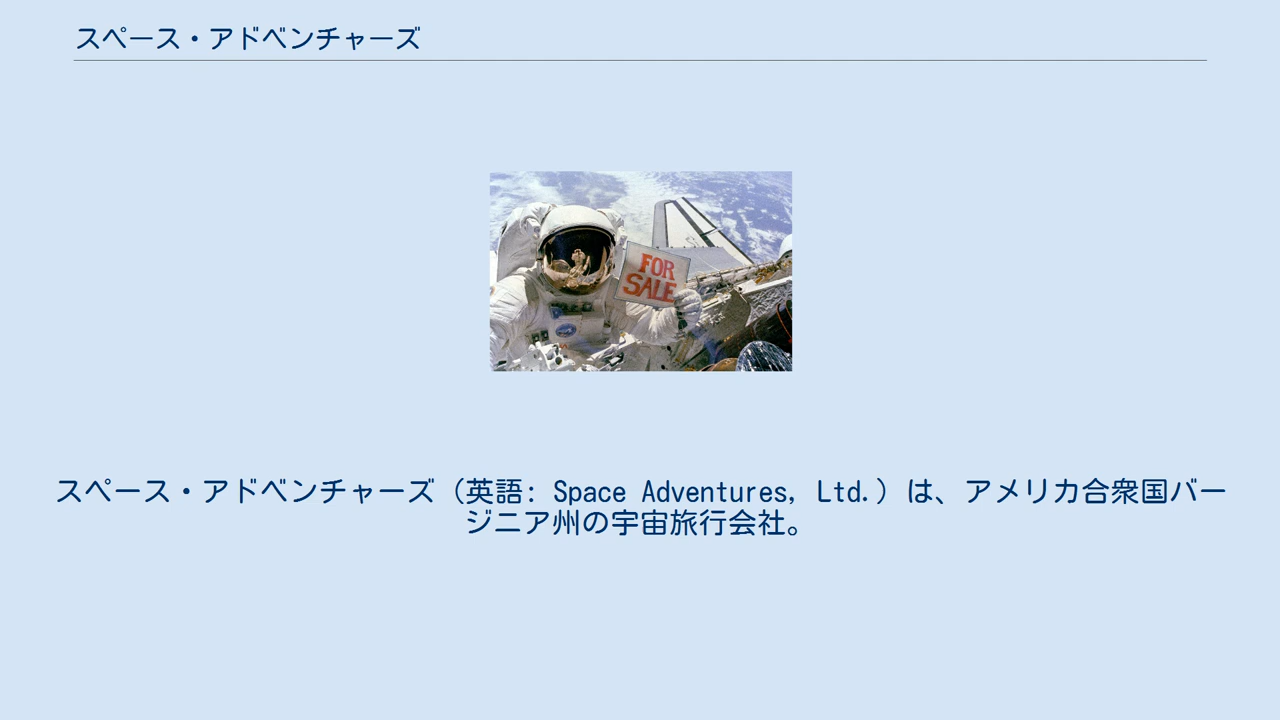 スペース・アドベンチャーズ
FOR
SALE
スペース・アドベンチャーズ（英語: Space Adventures, Ltd.）は、アメリカ合衆国バー
ジニア州の宇宙旅行会社。